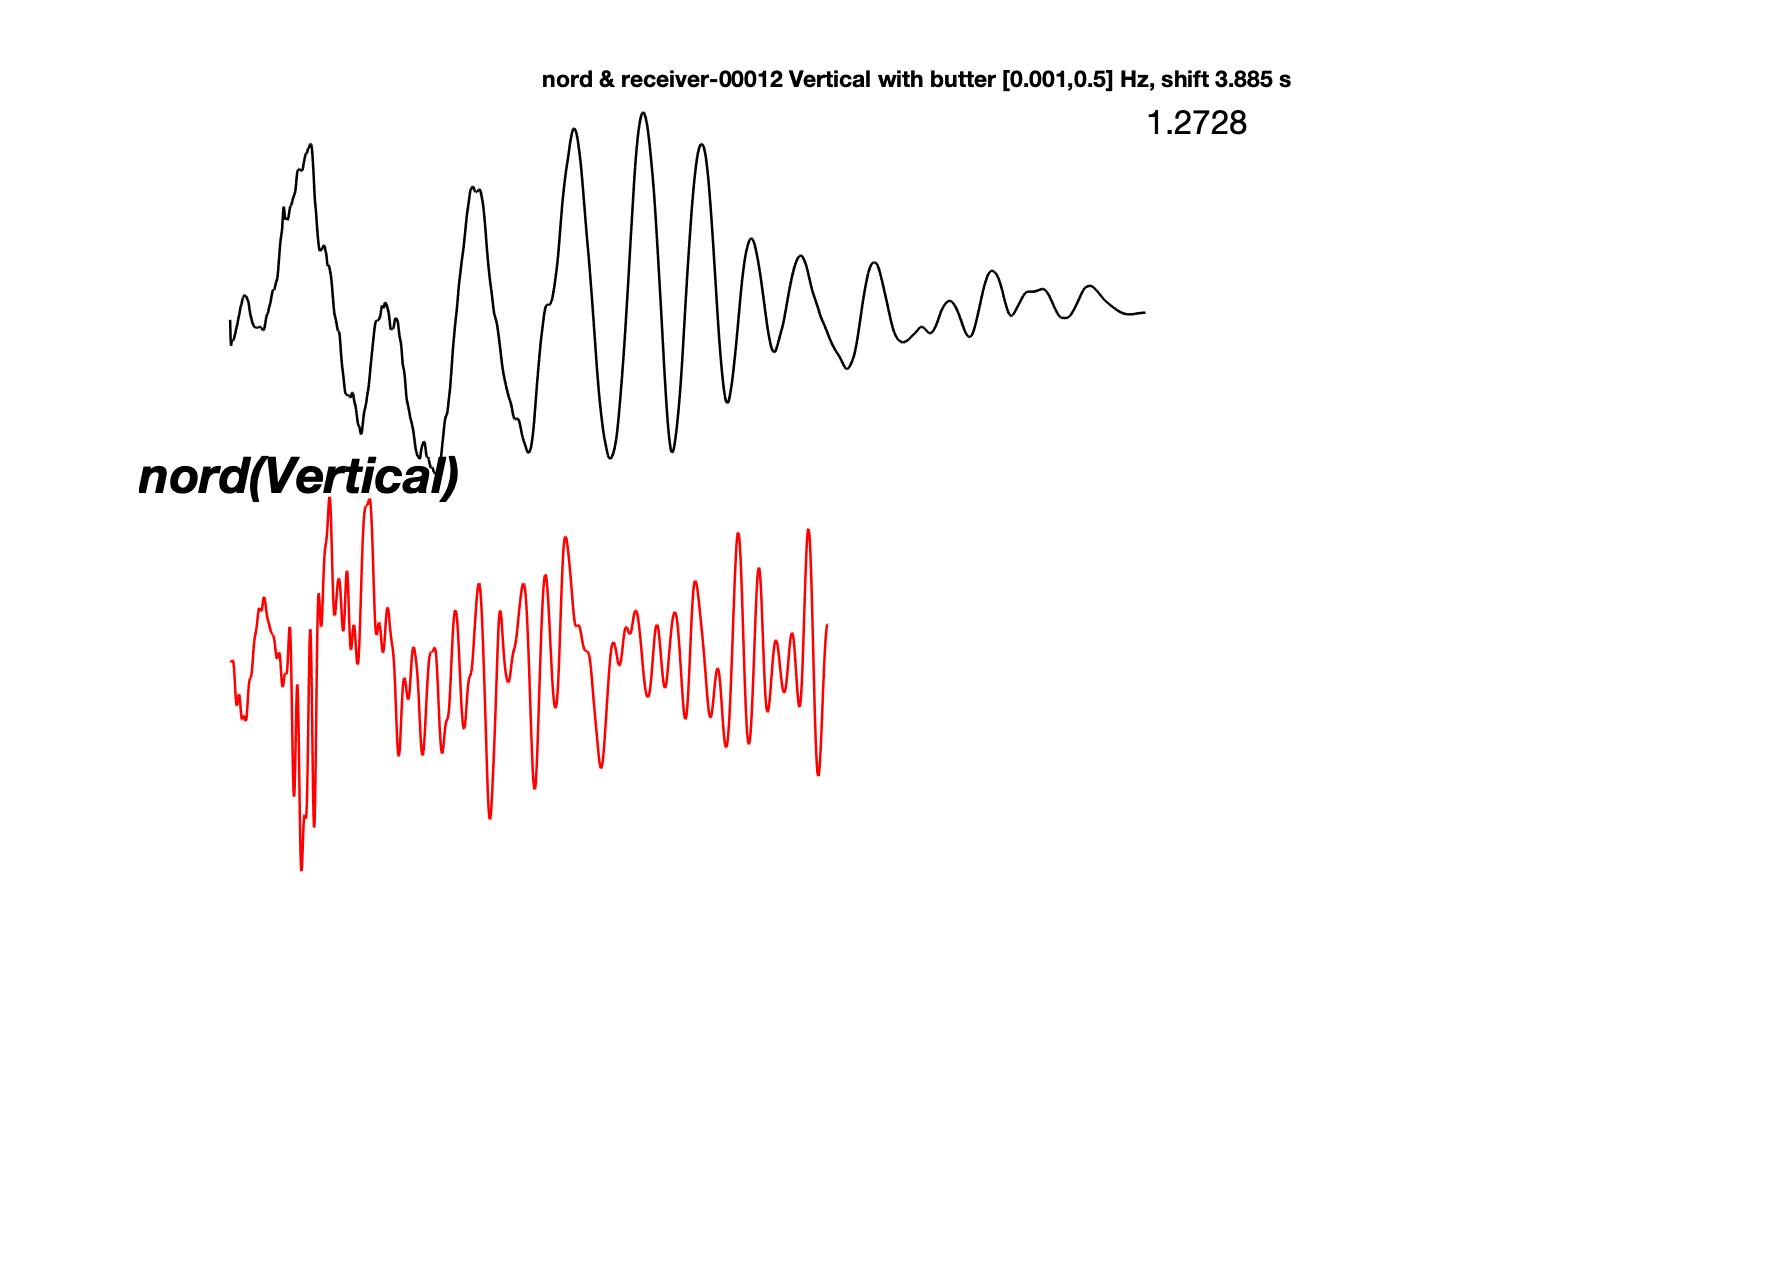 nord & receiver-00012 Vertical with butter [0.001,0.5] Hz, shift 3.885 s
1.2728
nord(Vertical)